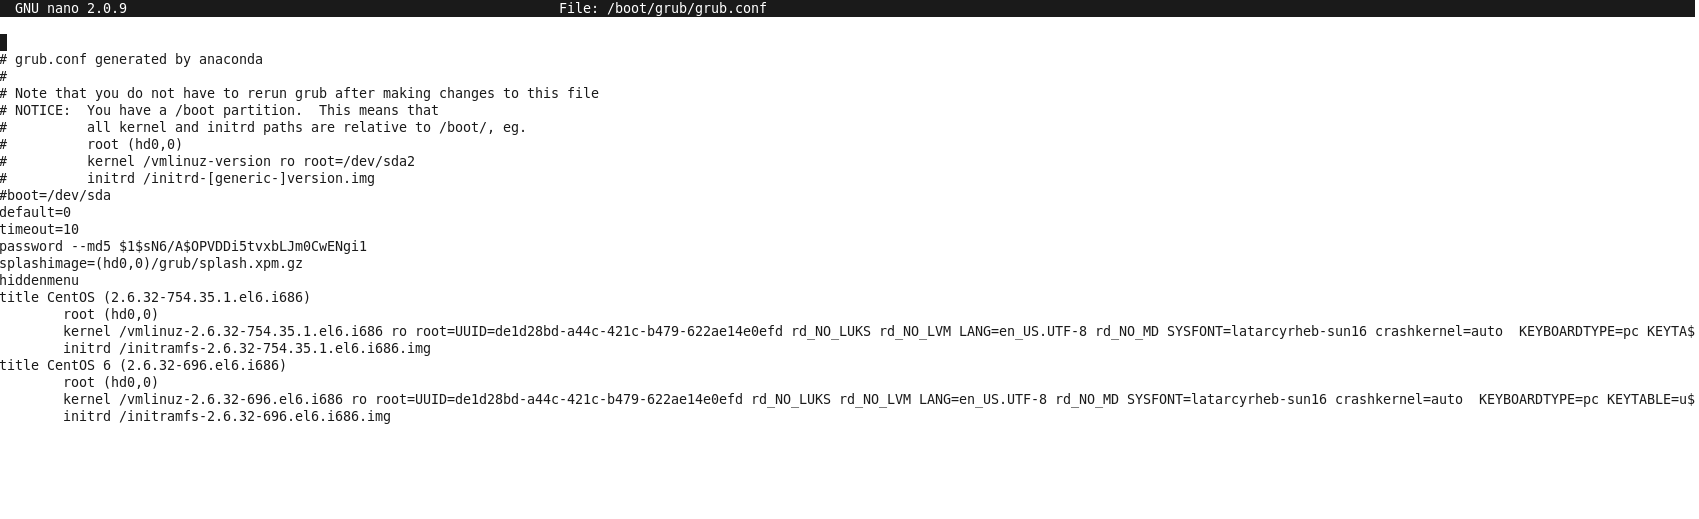 GNU nano 2.0.9 File: /boot/grub/grub.conf
# grub.conf generated by anaconda
#
# Note that you do not have to rerun grub after making changes to this file
# NOTICE:  You have a /boot partition.  This means that
#          all kernel and initrd paths are relative to /boot/, eg.
#          root (hd0,0)
#          kernel /vmlinuz-version ro root=/dev/sda2
#          initrd /initrd-[generic-]version.img
#boot=/dev/sda
default=0
timeout=10
password --md5 $1$sN6/A$OPVDDi5tvxbLJm0CwENgi1
splashimage=(hd0,0)/grub/splash.xpm.gz
hiddenmenu
title CentOS (2.6.32-754.35.1.el6.i686)
        root (hd0,0)
        kernel /vmlinuz-2.6.32-754.35.1.el6.i686 ro root=UUID=de1d28bd-a44c-421c-b479-622ae14e0efd rd_NO_LUKS rd_NO_LVM LANG=en_US.UTF-8 rd_NO_MD SYSFONT=latarcyrheb-sun16 crashkernel=auto  KEYBOARDTYPE=pc KEYTA$
        initrd /initramfs-2.6.32-754.35.1.el6.i686.img
title CentOS 6 (2.6.32-696.el6.i686)
        root (hd0,0)
        kernel /vmlinuz-2.6.32-696.el6.i686 ro root=UUID=de1d28bd-a44c-421c-b479-622ae14e0efd rd_NO_LUKS rd_NO_LVM LANG=en_US.UTF-8 rd_NO_MD SYSFONT=latarcyrheb-sun16 crashkernel=auto  KEYBOARDTYPE=pc KEYTABLE=u$
        initrd /initramfs-2.6.32-696.el6.i686.img